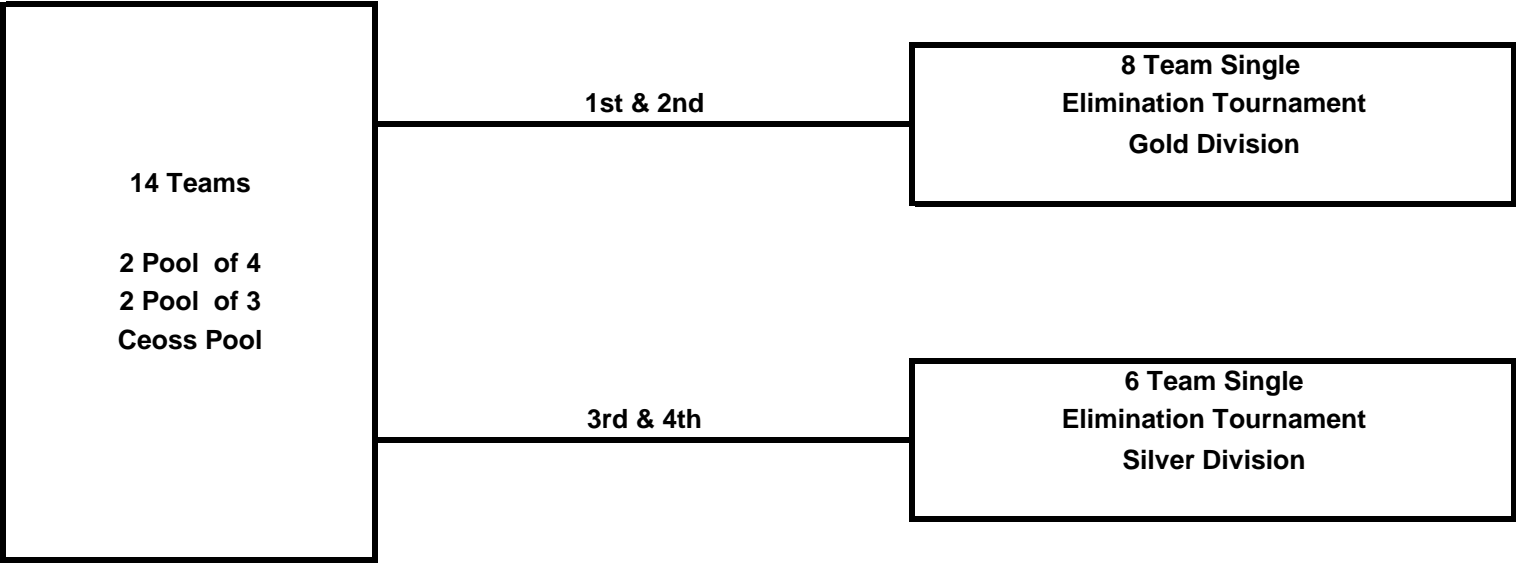 14 Teams
2 Pool of 4
2 Pool of 3
Ceoss Pool
1st & 2nd
8 Team Single
Elimination Tournament
Gold Division
3rd & 4th
6 Team Single
Elimination Tournament
Silver Division